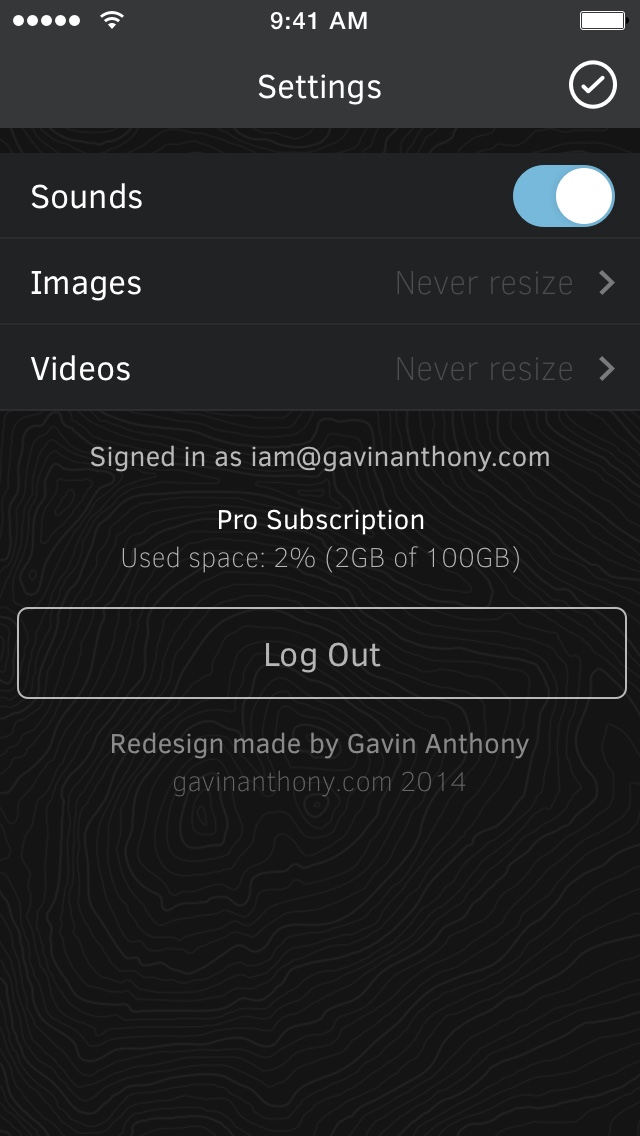 9:41 AM
Settings
Sounds
Images Never resize
Videos Never resize
Signed in as iam@gavinanthony.com
Pro Subscription
Used space: 2% (2GB of 100GB)
Log Out
Redesign made by Gavin Anthony
gavinanthony.com 2014